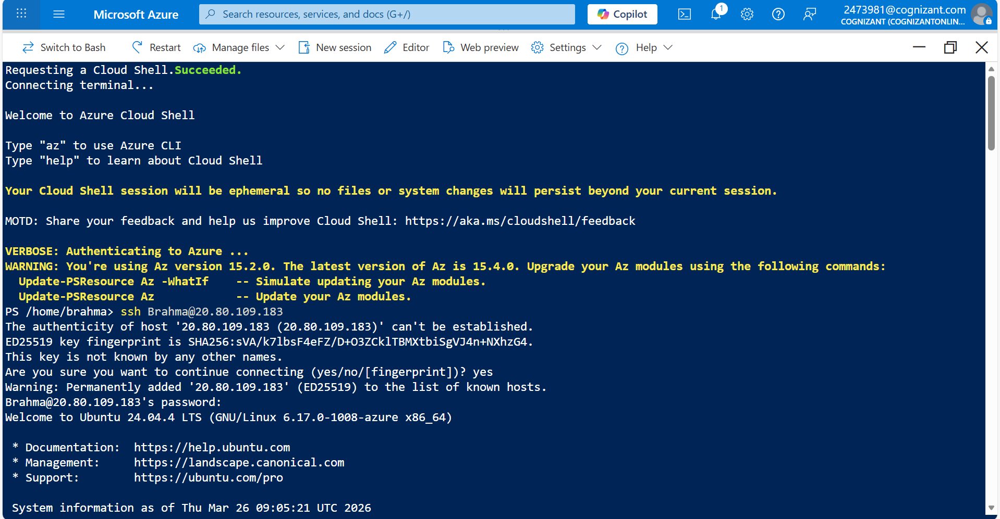 Microsoft Azure
Search resources, services, and docs (G+/)
Copilot
1
2473981@cognizant.com
COGNIZANT (COGNIZANTONLIN...
Switch to Bash
Restart
Manage files
New session
Editor
Web preview
Settings
Help
Requesting a Cloud Shell.Succeeded.
Connecting terminal...
Welcome to Azure Cloud Shell
Type "az" to use Azure CLI
Type "help" to learn about Cloud Shell
Your Cloud Shell session will be ephemeral so no files or system changes will persist beyond your current session.
MOTD: Share your feedback and help us improve Cloud Shell: https://aka.ms/cloudshell/feedback
VERBOSE: Authenticating to Azure ...
WARNING: You're using Az version 15.2.0. The latest version of Az is 15.4.0. Upgrade your Az modules using the following commands:
Update-PSResource Az -WhatIf    -- Simulate updating your Az modules.
Update-PSResource Az            -- Update your Az modules.
PS /home/brahma> ssh Brahma@20.80.109.183
The authenticity of host '20.80.109.183 (20.80.109.183)' can't be established.
ED25519 key fingerprint is SHA256:sVA/k7lbsF4eFZ/D+O3ZCklTBMXtbiSgVJ4n+NXhzG4.
This key is not known by any other names.
Are you sure you want to continue connecting (yes/no/[fingerprint])? yes
Warning: Permanently added '20.80.109.183' (ED25519) to the list of known hosts.
Brahma@20.80.109.183's password:
Welcome to Ubuntu 24.04.4 LTS (GNU/Linux 6.17.0-1008-azure x86_64)
* Documentation:  https://help.ubuntu.com
* Management:     https://landscape.canonical.com
* Support:        https://ubuntu.com/pro
System information as of Thu Mar 26 09:05:21 UTC 2026